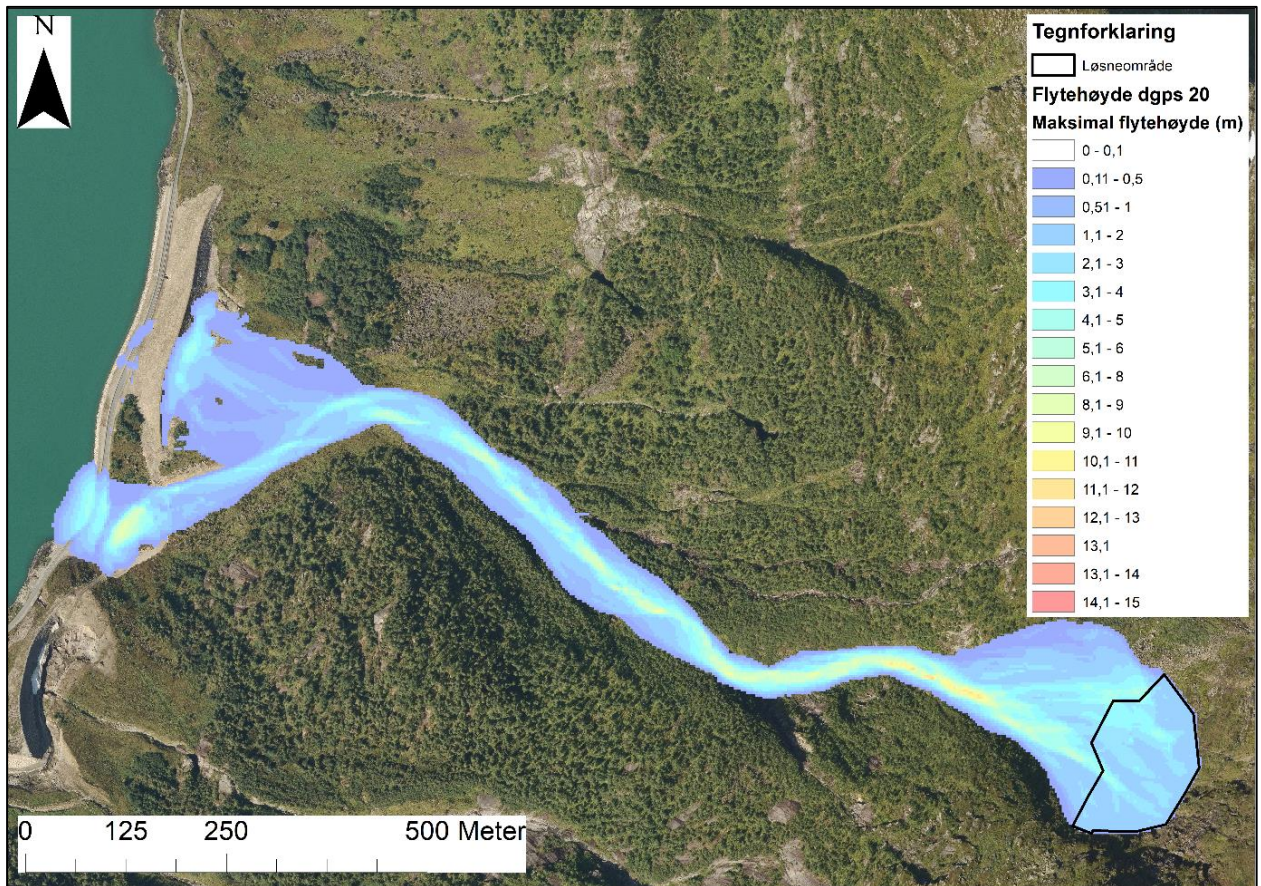 N
Tegnforklaring
Løsneområde
Flytehøyde dgps 20
Maksimal flytehøyde (m)
0 - 0,1
0,11 - 0,5
0,51 - 1
1,1 - 2
2,1 - 3
3,1 - 4
4,1 - 5
5,1 - 6
6,1 - 8
8,1 - 9
9,1 - 10
10,1 - 11
11,1 - 12
12,1 - 13
13,1
13,1 - 14
14,1 - 15
0 125 250 500 Meter